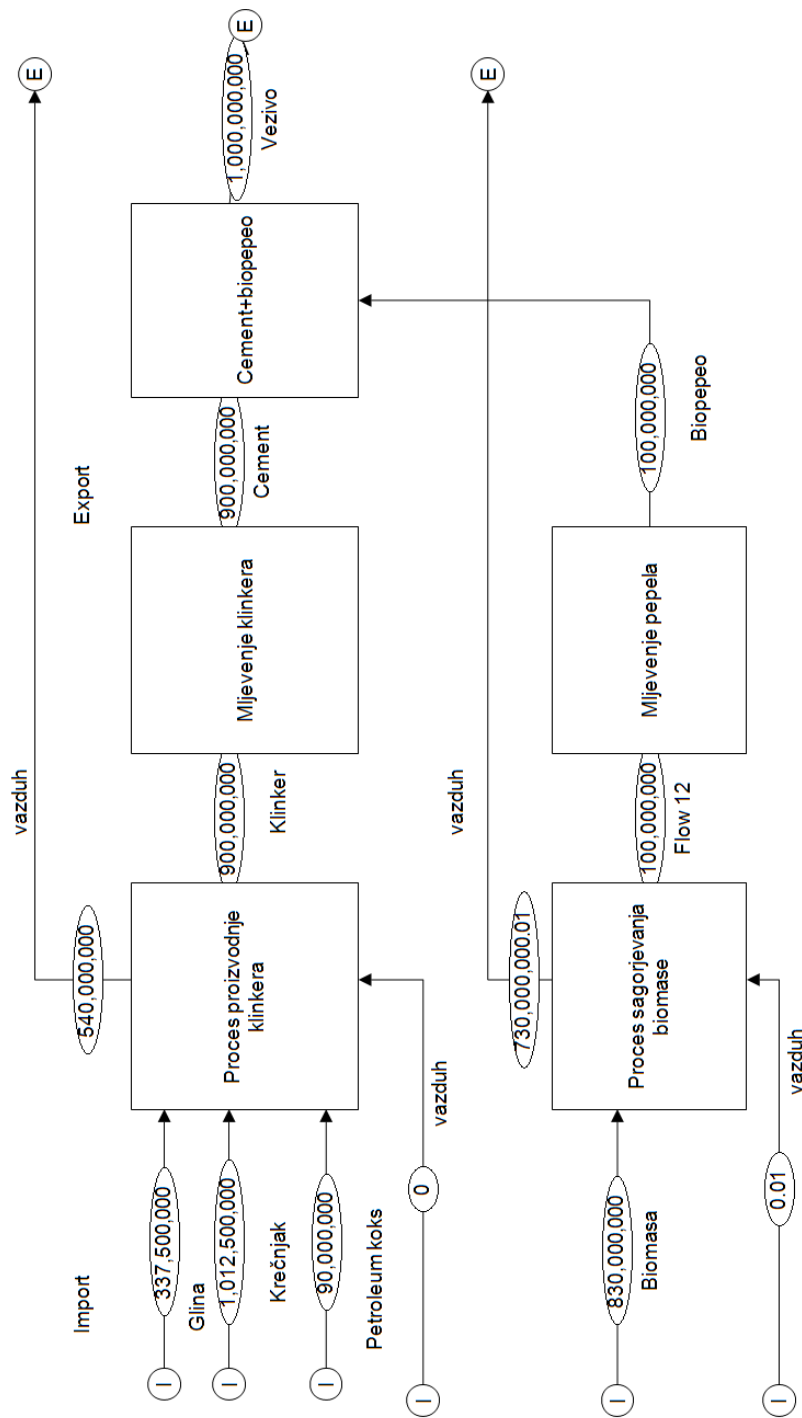 Import
Export
vazduh
E
540,000,000
I
337,500,000
Glina
I
1,012,500,000
Krečnjak
I
90,000,000
Petroleum koks
I
0
vazduh
Proces proizvodnje
klinkera
900,000,000
Klinker
Mljevenje klinkera
900,000,000
Cement
Cement+biopepeo
1,000,000,000
Vezivo
E
vazduh
E
730,000,000.01
I
830,000,000
Biomasa
I
0.01
vazduh
Proces sagorjevanja
biomase
100,000,000
Flow 12
Mljevenje pepela
100,000,000
Biopepeo